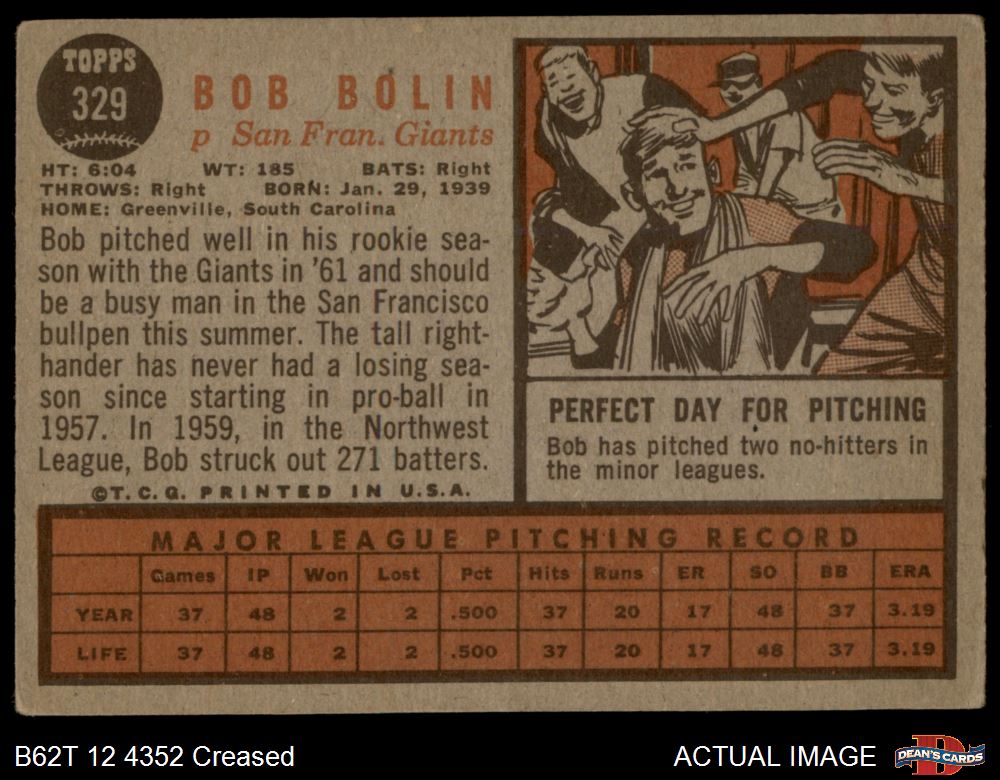 TOPPS
329
BOB BOLIN
p San Fran. Giants
HT: 6:04 WT: 185 BATS: Right
THROWS: Right BORN: Jan. 29, 1939
HOME: Greenville, South Carolina
Bob pitched well in his rookie sea-
son with the Giants in '61 and should
be a busy man in the San Francisco
bullpen this summer. The tall right-
hander has never had a losing sea-
son since starting in pro-ball in
1957. In 1959, in the Northwest
League, Bob struck out 271 batters.
©T. C. G. PRINTED IN U.S.A.
PERFECT DAY FOR PITCHING
Bob has pitched two no-hitters in
the minor leagues.
MAJOR LEAGUE PITCHING RECORD
Games IP Won Lost Pct Hits Runs ER SO BB ERA
YEAR 37 48 2 2 .500 37 20 17 48 37 3.19
LIFE 37 48 2 2 .500 37 20 17 48 37 3.19
B62T 12 4352 Creased
ACTUAL IMAGE
D
DEAN'S CARDS